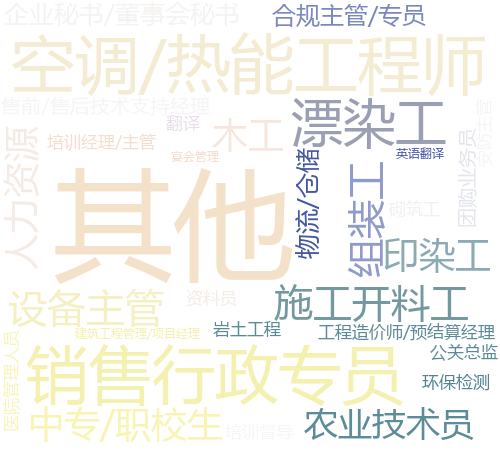 企业秘书/董事会秘书
合规主管/专员
空调/热能工程师
售前/售后技术支持经理
漂染工
安防主管
翻译
木工
人力资源
培训经理/主管
宴会管理
英语翻译
团购业务员
物流/仓储
组装工
其他
砌筑工
印染工
设备主管
资料员
施工开料工
岩土工程
工程造价师/预结算经理
建筑工程管理/项目经理
医院管理人员
销售行政专员
公关总监
环保检测
中专/职校生
培训督导
农业技术员